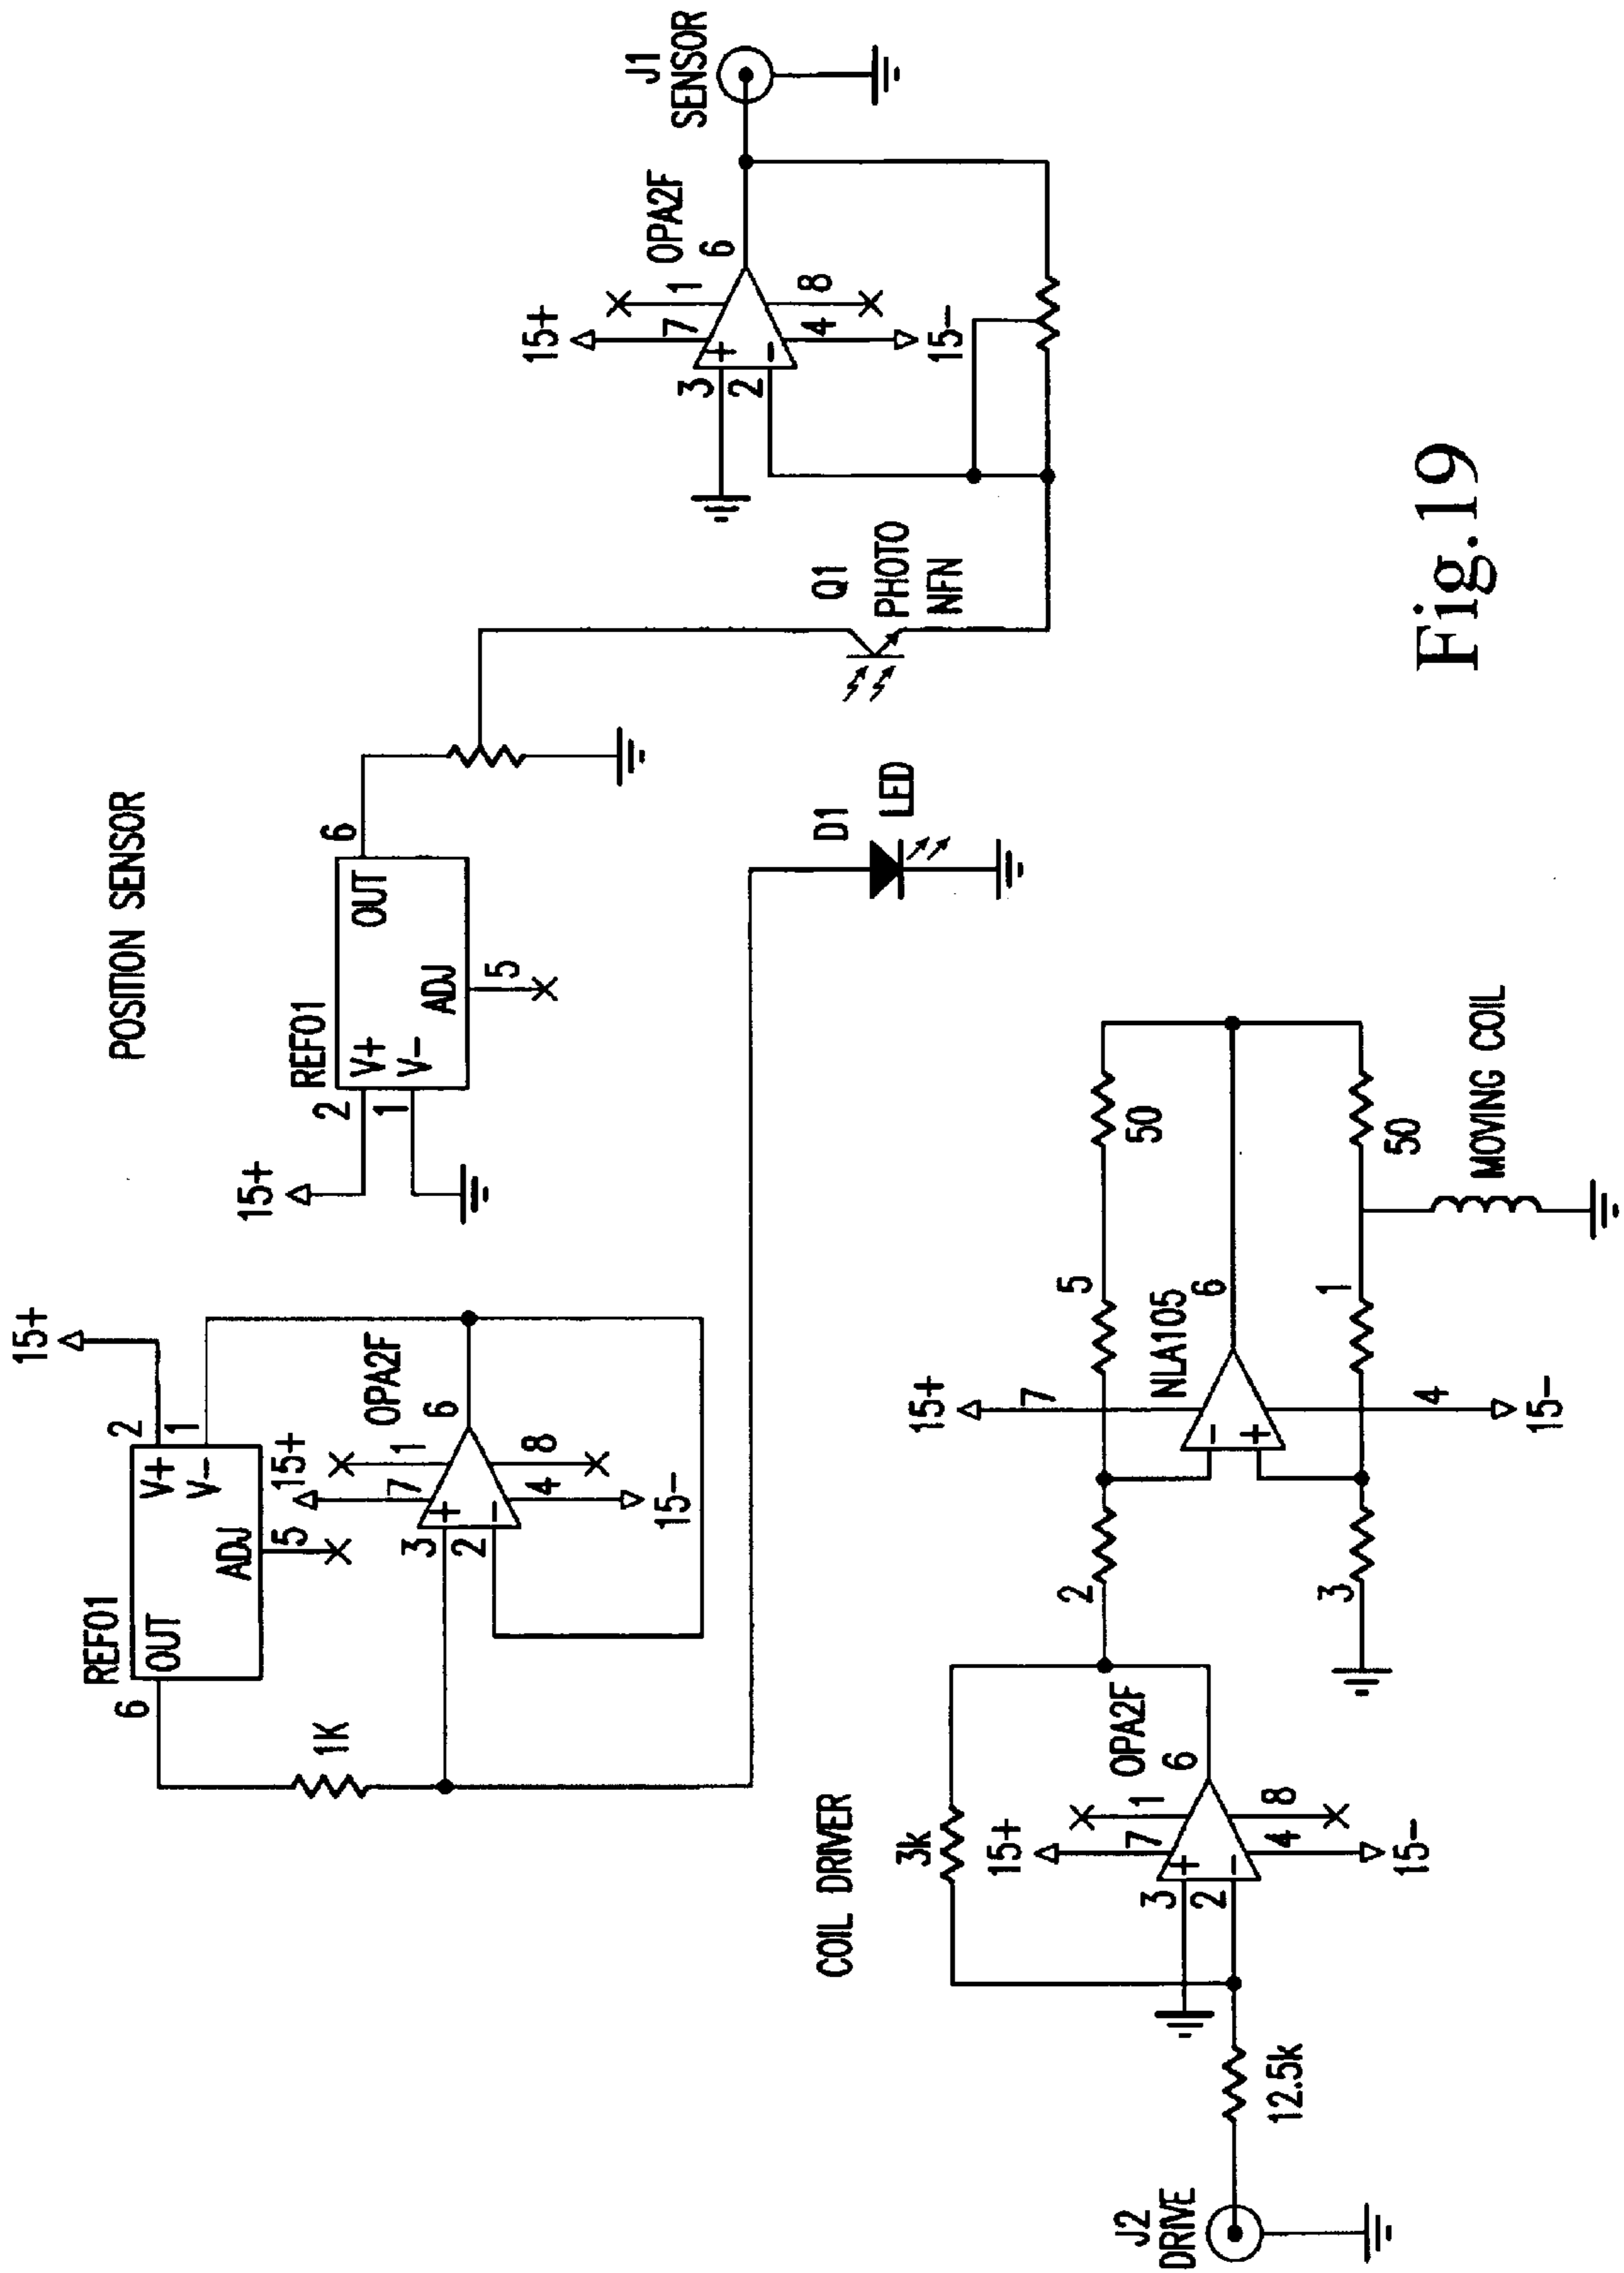 POSITION SENSOR
15+
REF01
2
V+
1
V-
OUT
6
ADJ
5
15+
7
1
OPA2F
3
+
2
-
6
4
8
15-
1K
15+
2
V+
1
V-
REF01
OUT
6
ADJ
5
D1
LED
Q1
PHOTO
NFN
15+
7
1
OPA2F
3
+
2
-
6
4
8
15-
J1
SENSOR
COIL DRIVER
J2
DRIVE
12.5k
3k
15+
7
1
OPA2F
3
+
2
-
6
4
8
15-
2
5
50
15+
7
NLA105
-
+
6
4
15-
3
1
50
MOVING COIL
Fig.19